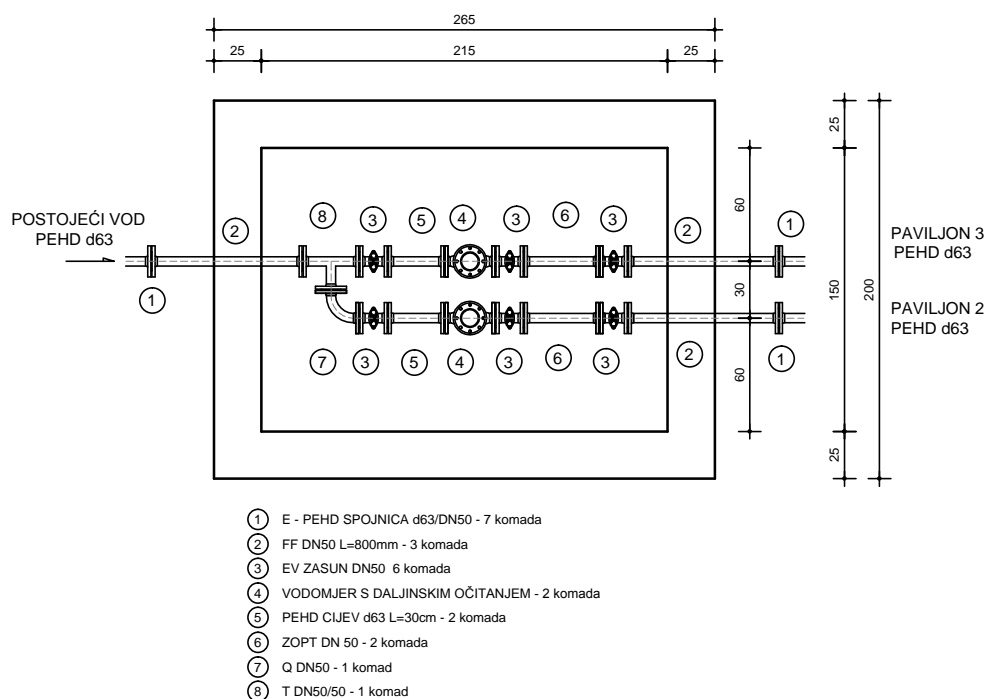 265
25 215 25
25
60
8 3 5 4 3 6 3
2 2 1
POSTOJEĆI VOD
PEHD d63
PAVILJON 3
PEHD d63
30
150
200
1
PAVILJON 2
PEHD d63
7 3 5 4 3 6 3
2 1
60
25
1 E - PEHD SPOJNICA d63/DN50 - 7 komada
2 FF DN50 L=800mm - 3 komada
3 EV ZASUN DN50 6 komada
4 VODOMJER S DALJINSKIM OČITANJEM - 2 komada
5 PEHD CIJEV d63 L=30cm - 2 komada
6 ZOPT DN 50 - 2 komada
7 Q DN50 - 1 komad
8 T DN50/50 - 1 komad